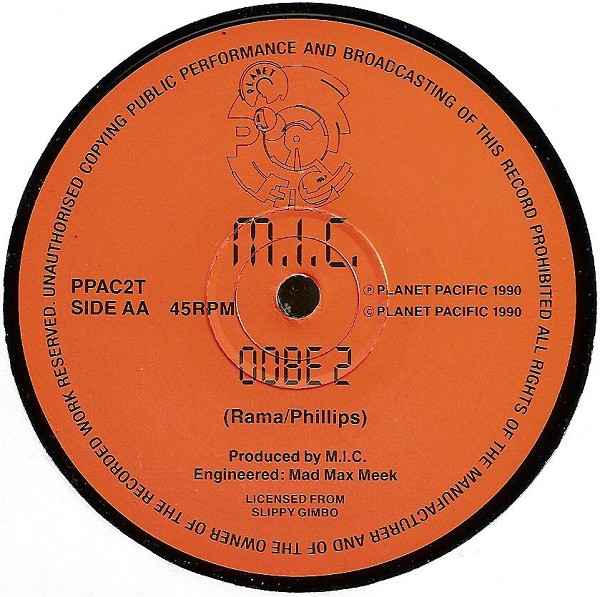 UNAUTHORISED COPYING PUBLIC PERFORMANCE AND BROADCASTING OF THIS RECORD PROHIBITED ALL RIGHTS OF THE MANUFACTURER AND OF THE OWNER OF THE RECORDED WORK RESERVED.
PLANET
PACIFIC
M.I.C.
PPAC2T
SIDE AA 45RPM
Ⓟ PLANET PACIFIC 1990
© PLANET PACIFIC 1990
ODBE 2
(Rama/Phillips)
Produced by M.I.C.
Engineered: Mad Max Meek
LICENSED FROM
SLIPPY GIMBO